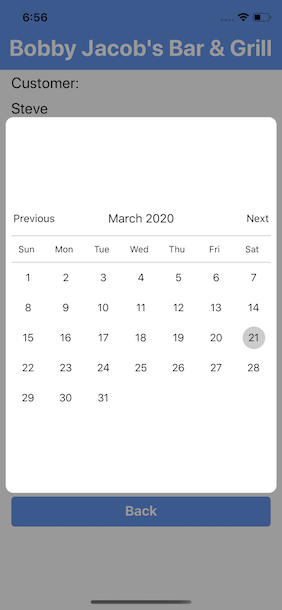 6:56
Bobby Jacob's Bar & Grill
Customer:
Steve
Previous March 2020 Next
Sun Mon Tue Wed Thu Fri Sat
1 2 3 4 5 6 7
8 9 10 11 12 13 14
15 16 17 18 19 20 21
22 23 24 25 26 27 28
29 30 31
Back